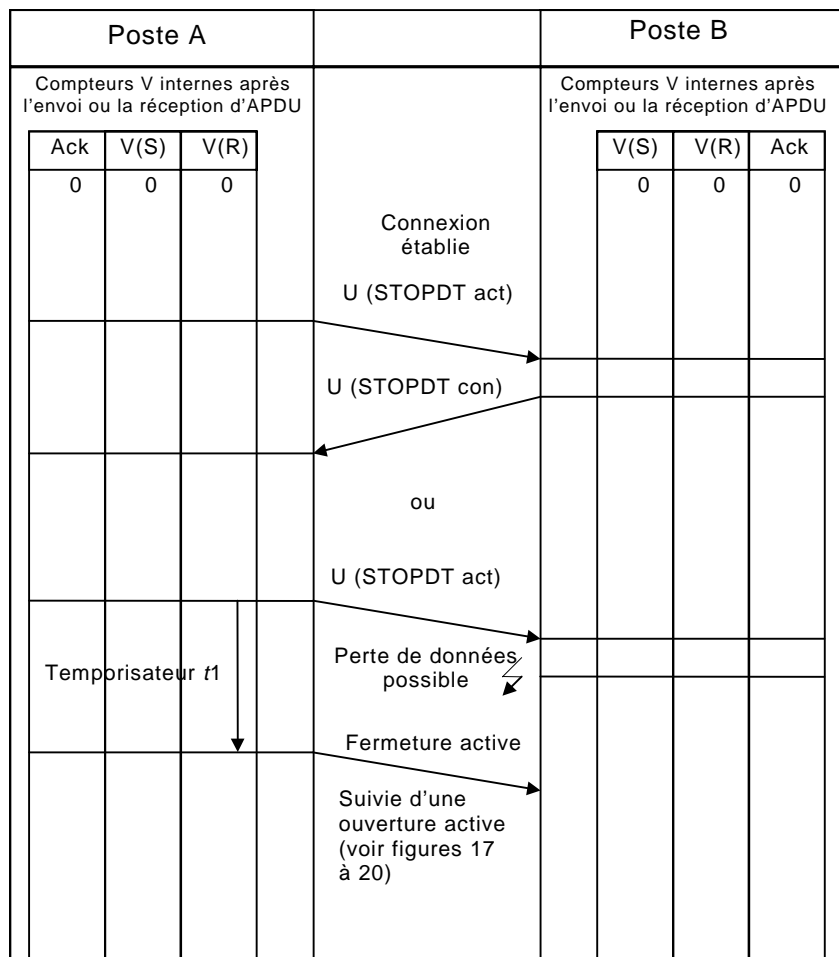 Poste A
Poste B
Compteurs V internes après
l'envoi ou la réception d'APDU
Compteurs V internes après
l'envoi ou la réception d'APDU
Ack V(S) V(R)
V(S) V(R) Ack
0 0 0
0 0 0
Connexion
établie
U (STOPDT act)
U (STOPDT con)
ou
U (STOPDT act)
Temporisateur t1
Perte de données
possible
Fermeture active
Suivie d'une
ouverture active
(voir figures 17
à 20)